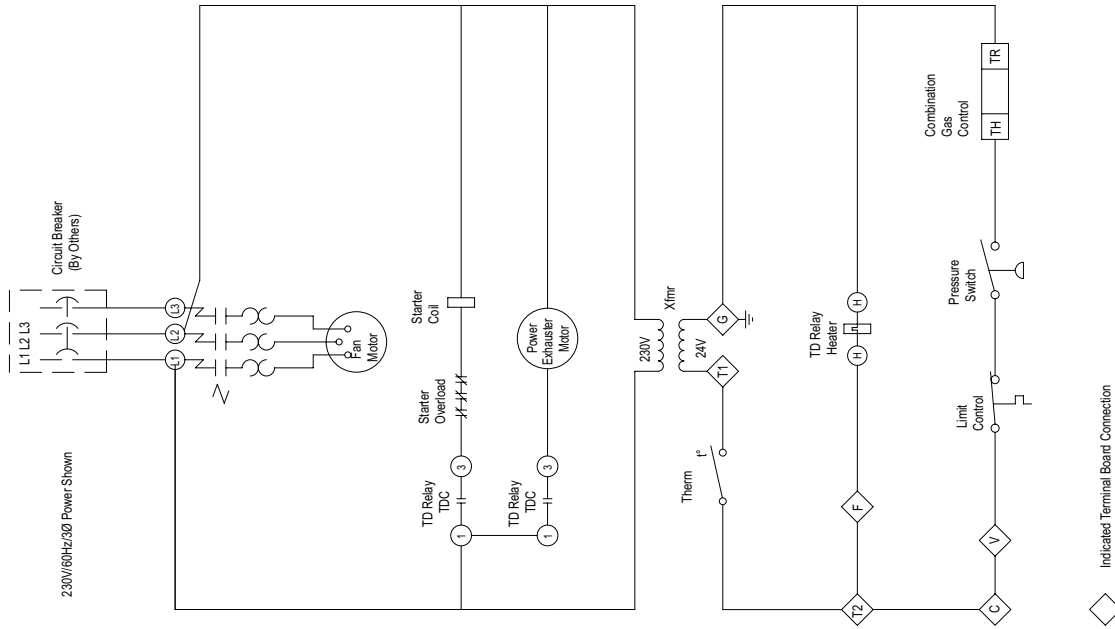 L1 L2 L3
Circuit Breaker
(By Others)
230V/60Hz/3Ø Power Shown
L1
L2
L3
Fan
Motor
TD Relay
TDC
Starter
Overload
Starter
Coil
1
3
TD Relay
TDC
Power
Exhauster
Motor
1
3
230V
Xfmr
24V
T1
G
Therm
t°
TD Relay
Heater
T2
F
H
H
Combination
Gas
Control
Limit
Control
Pressure
Switch
C
V
TH
TR
Indicated Terminal Board Connection